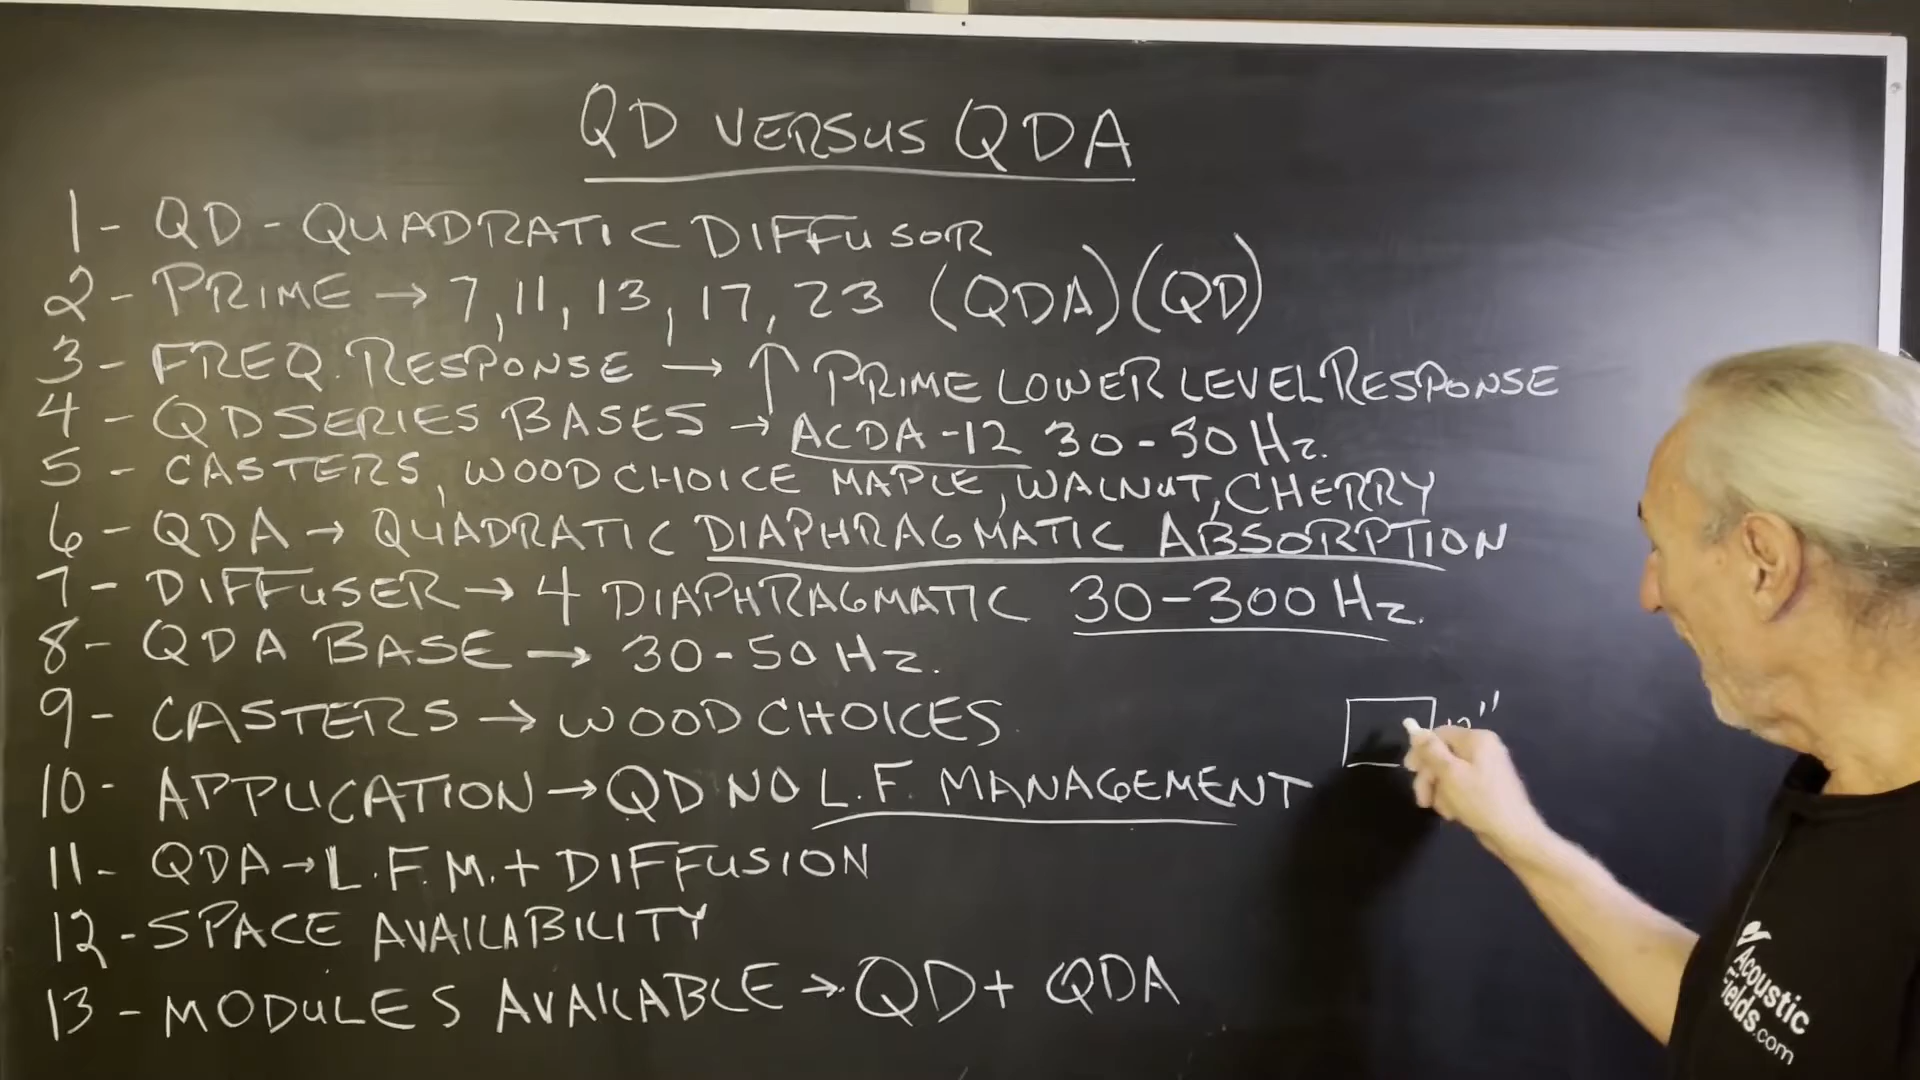 QD VERSUS QDA
1- QD - QUADRATIC DIFFUSOR
2- PRIME → 7, 11, 13, 17, 23 (QDA) (QD)
3- FREQ. RESPONSE → ↑ PRIME LOWER LEVEL RESPONSE
4- QD SERIES BASES → ACDA-12 30-50 Hz.
5- CASTERS, WOOD CHOICE MAPLE, WALNUT, CHERRY
6- QDA → QUADRATIC DIAPHRAGMATIC ABSORPTION
7- DIFFUSER → 4 DIAPHRAGMATIC 30-300 Hz.
8- QDA BASE → 30-50 Hz.
9- CASTERS → WOOD CHOICES
10- APPLICATION → QD NO L.F. MANAGEMENT
11- QDA → L.F.M. + DIFFUSION
12- SPACE AVAILABILITY
13- MODULES AVAILABLE → QD + QDA
Acoustic
Fields.com